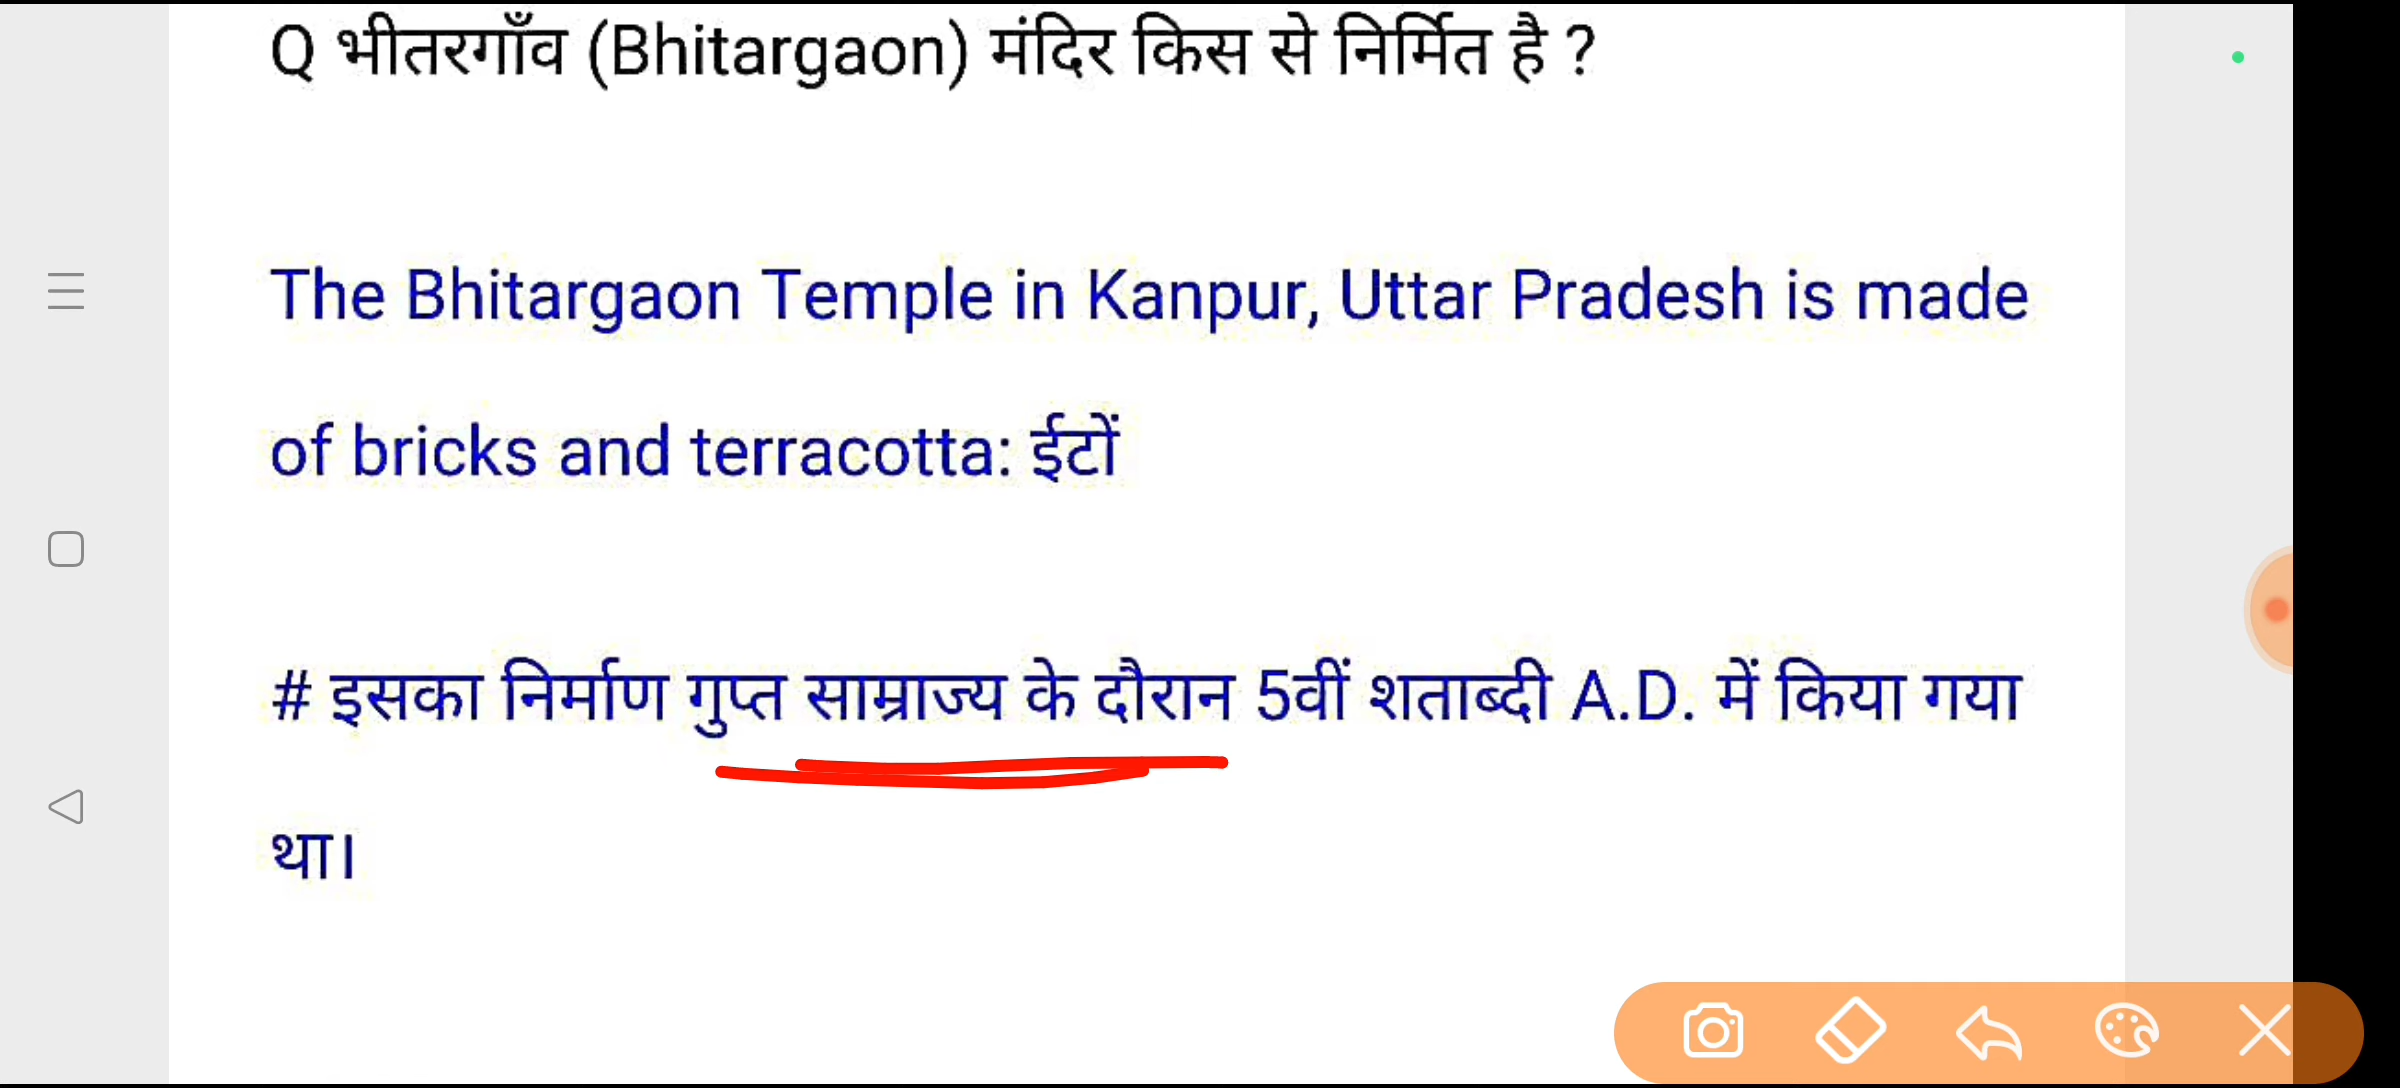 Q भीतरगाँव (Bhitargaon) मंदिर किस से निर्मित है ?
The Bhitargaon Temple in Kanpur, Uttar Pradesh is made
of bricks and terracotta: ईटों
# इसका निर्माण गुप्त साम्राज्य के दौरान 5वीं शताब्दी A.D. में किया गया
था।